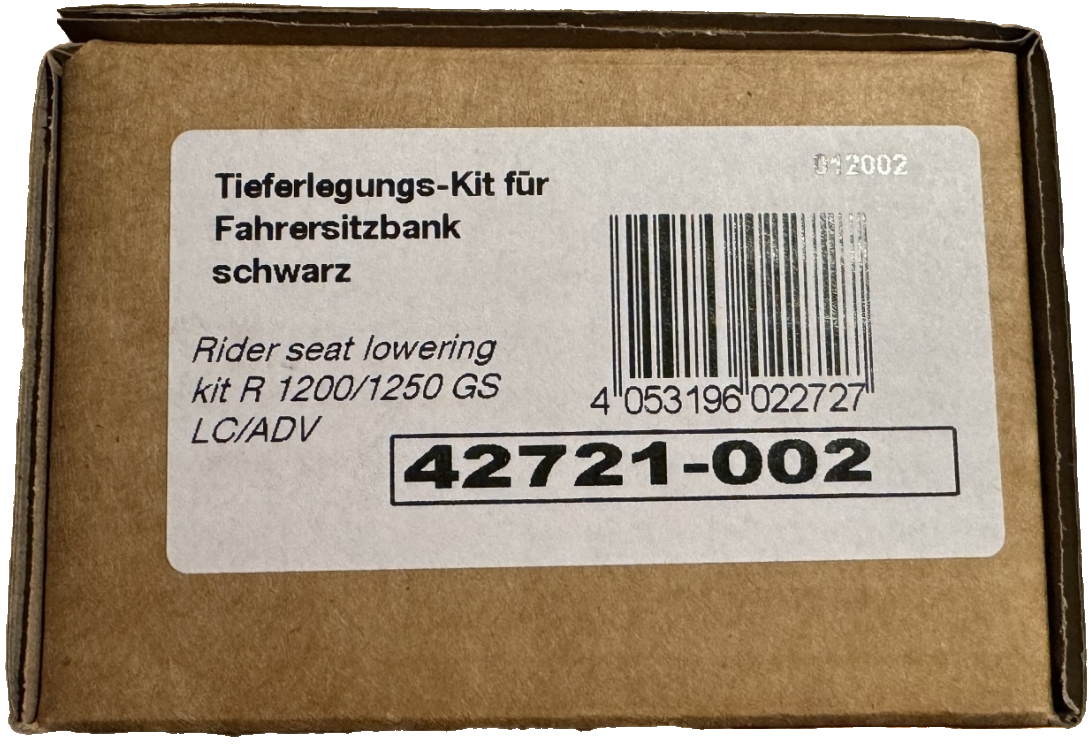 012002
Tieferlegungs-Kit für
Fahrersitzbank
schwarz
Rider seat lowering
kit R 1200/1250 GS
LC/ADV
4 053196 022727
42721-002